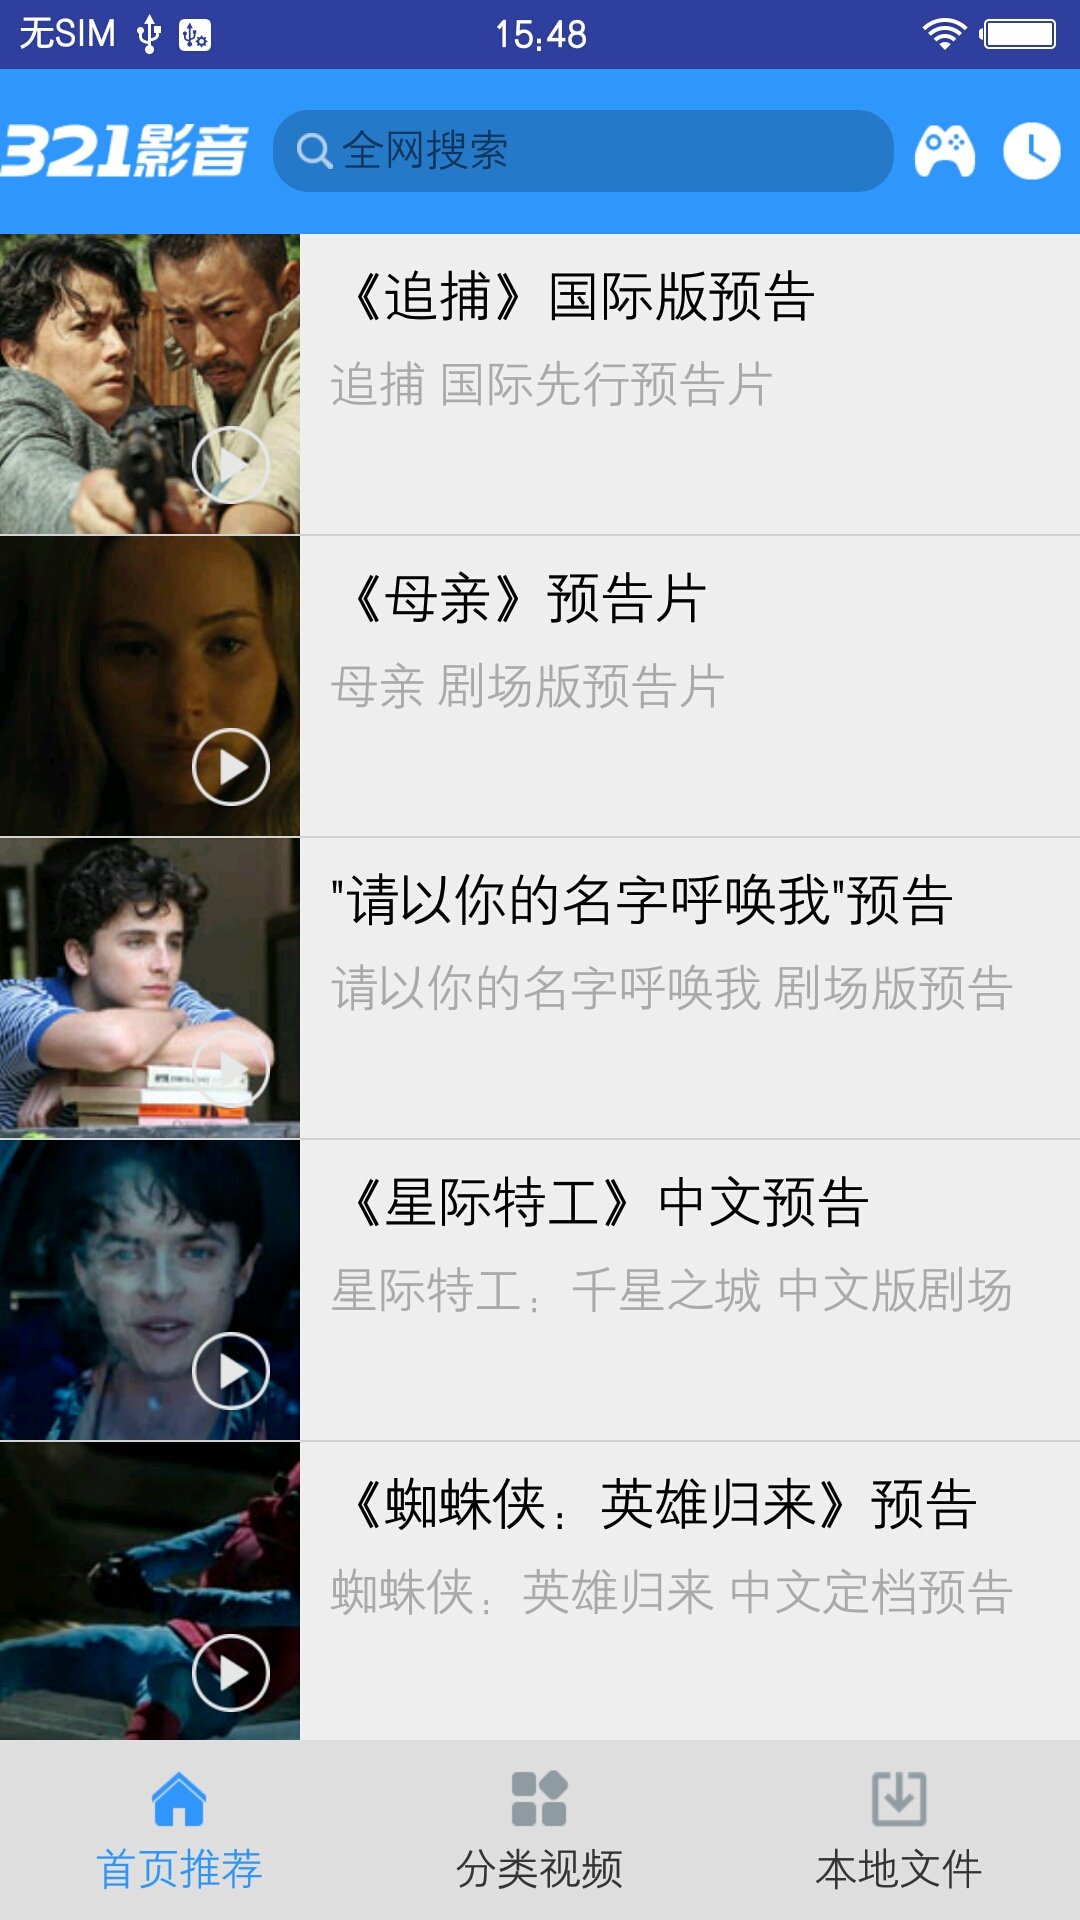 无SIM 15:48
321影音 全网搜索
《追捕》国际版预告
追捕 国际先行预告片
《母亲》预告片
母亲 剧场版预告片
"请以你的名字呼唤我"预告
请以你的名字呼唤我 剧场版预告
《星际特工》中文预告
星际特工：千星之城 中文版剧场
《蜘蛛侠：英雄归来》预告
蜘蛛侠：英雄归来 中文定档预告
首页推荐 分类视频 本地文件